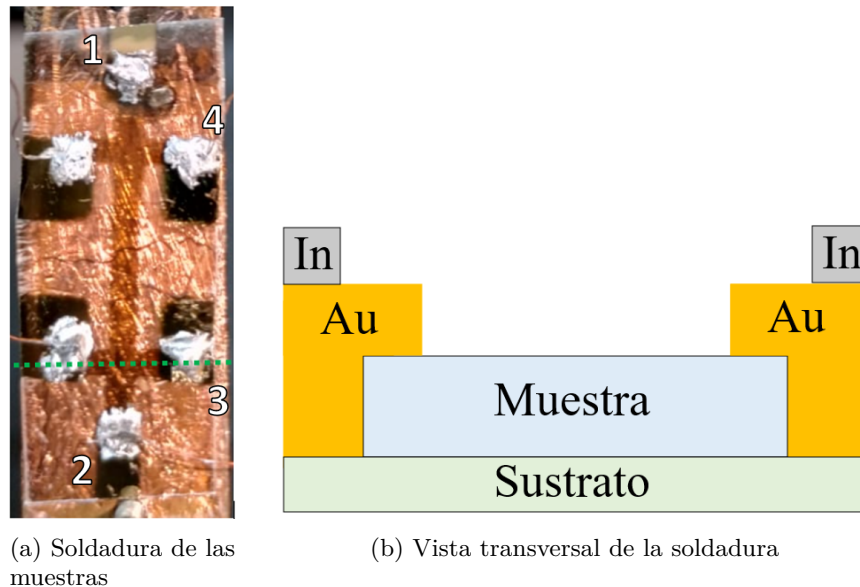 1
4
3
2
In
In
Au
Au
Muestra
Sustrato
(a) Soldadura de las
muestras
(b) Vista transversal de la soldadura